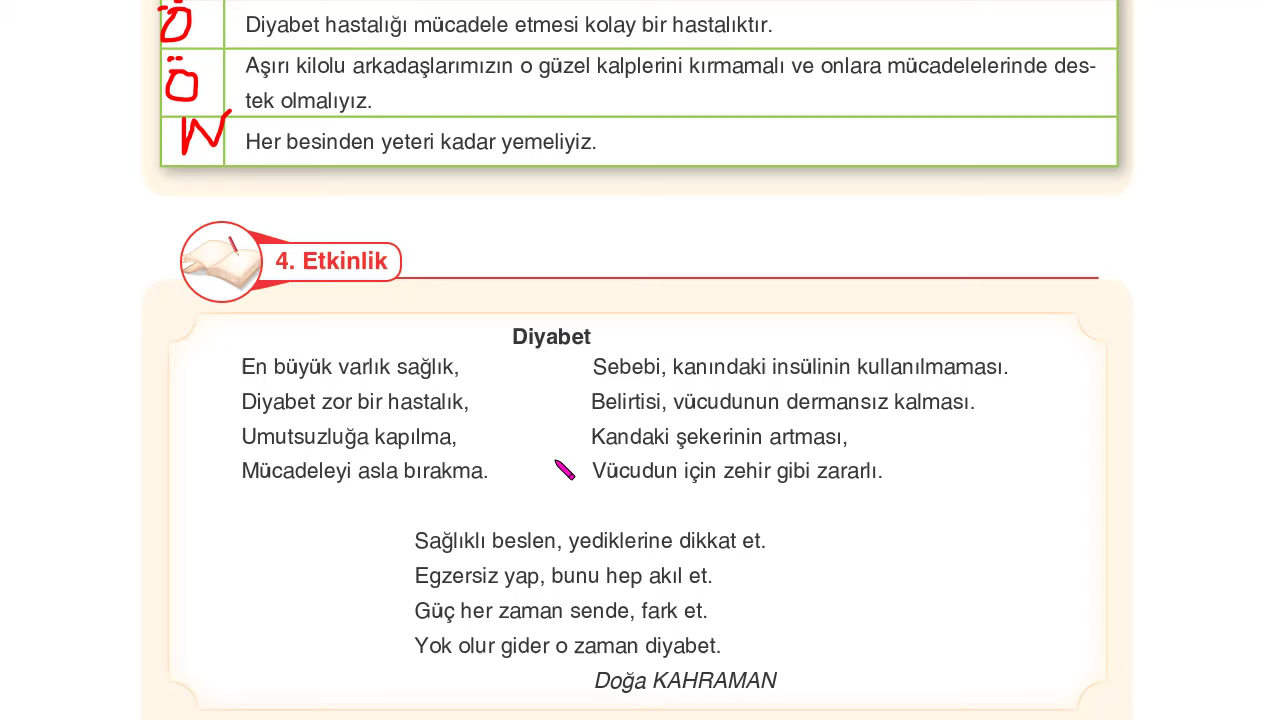 Ö Diyabet hastalığı mücadele etmesi kolay bir hastalıktır.
Ö Aşırı kilolu arkadaşlarımızın o güzel kalplerini kırmamalı ve onlara mücadelelerinde des-
tek olmalıyız.
N Her besinden yeteri kadar yemeliyiz.
4. Etkinlik
Diyabet
En büyük varlık sağlık,
Diyabet zor bir hastalık,
Umutsuzluğa kapılma,
Mücadeleyi asla bırakma.
Sebebi, kanındaki insülinin kullanılmaması.
Belirtisi, vücudunun dermansız kalması.
Kandaki şekerinin artması,
Vücudun için zehir gibi zararlı.
Sağlıklı beslen, yediklerine dikkat et.
Egzersiz yap, bunu hep akıl et.
Güç her zaman sende, fark et.
Yok olur gider o zaman diyabet.
Doğa KAHRAMAN